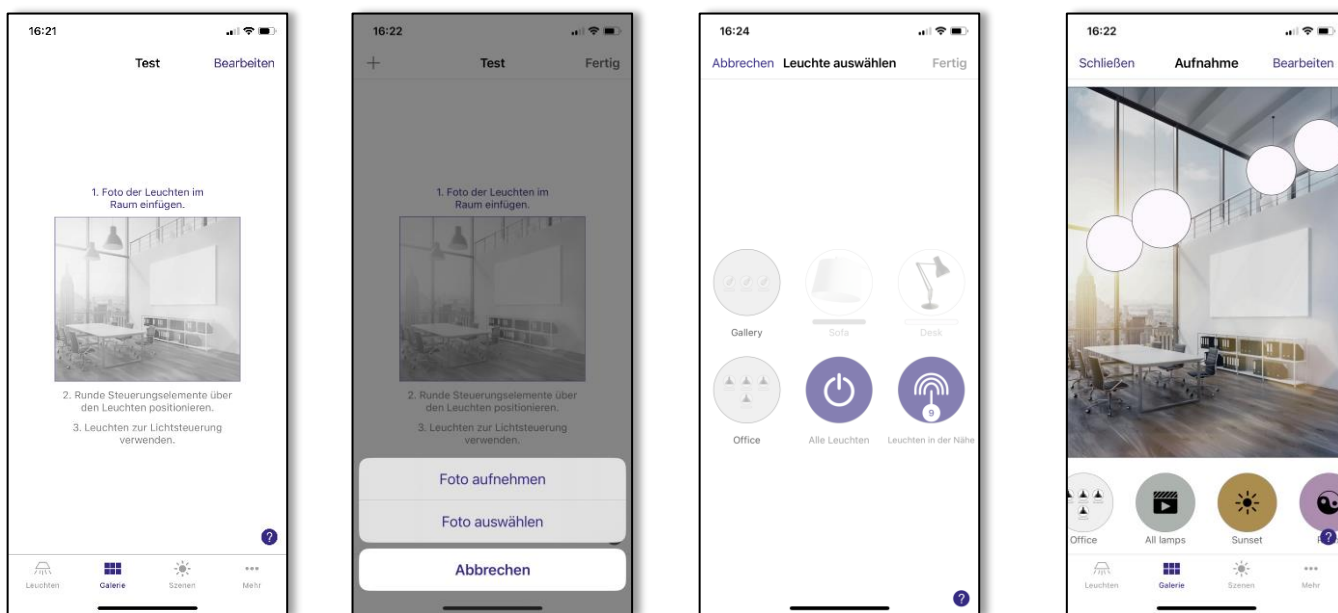 16:21
Test Bearbeiten
1. Foto der Leuchten im
Raum einfügen.
2. Runde Steuerungselemente über
den Leuchten positionieren.
3. Leuchten zur Lichtsteuerung
verwenden.
?
Leuchten Galerie Szenen Mehr
16:22
+ Test Fertig
1. Foto der Leuchten im
Raum einfügen.
2. Runde Steuerungselemente über
den Leuchten positionieren.
3. Leuchten zur Lichtsteuerung
verwenden.
Foto aufnehmen
Foto auswählen
Abbrechen
16:24
Abbrechen Leuchte auswählen Fertig
Gallery Sofa Desk
9
Office Alle Leuchten Leuchten in der Nähe
?
16:22
Schließen Aufnahme Bearbeiten
Office All lamps Sunset
?
Leuchten Galerie Szenen Mehr